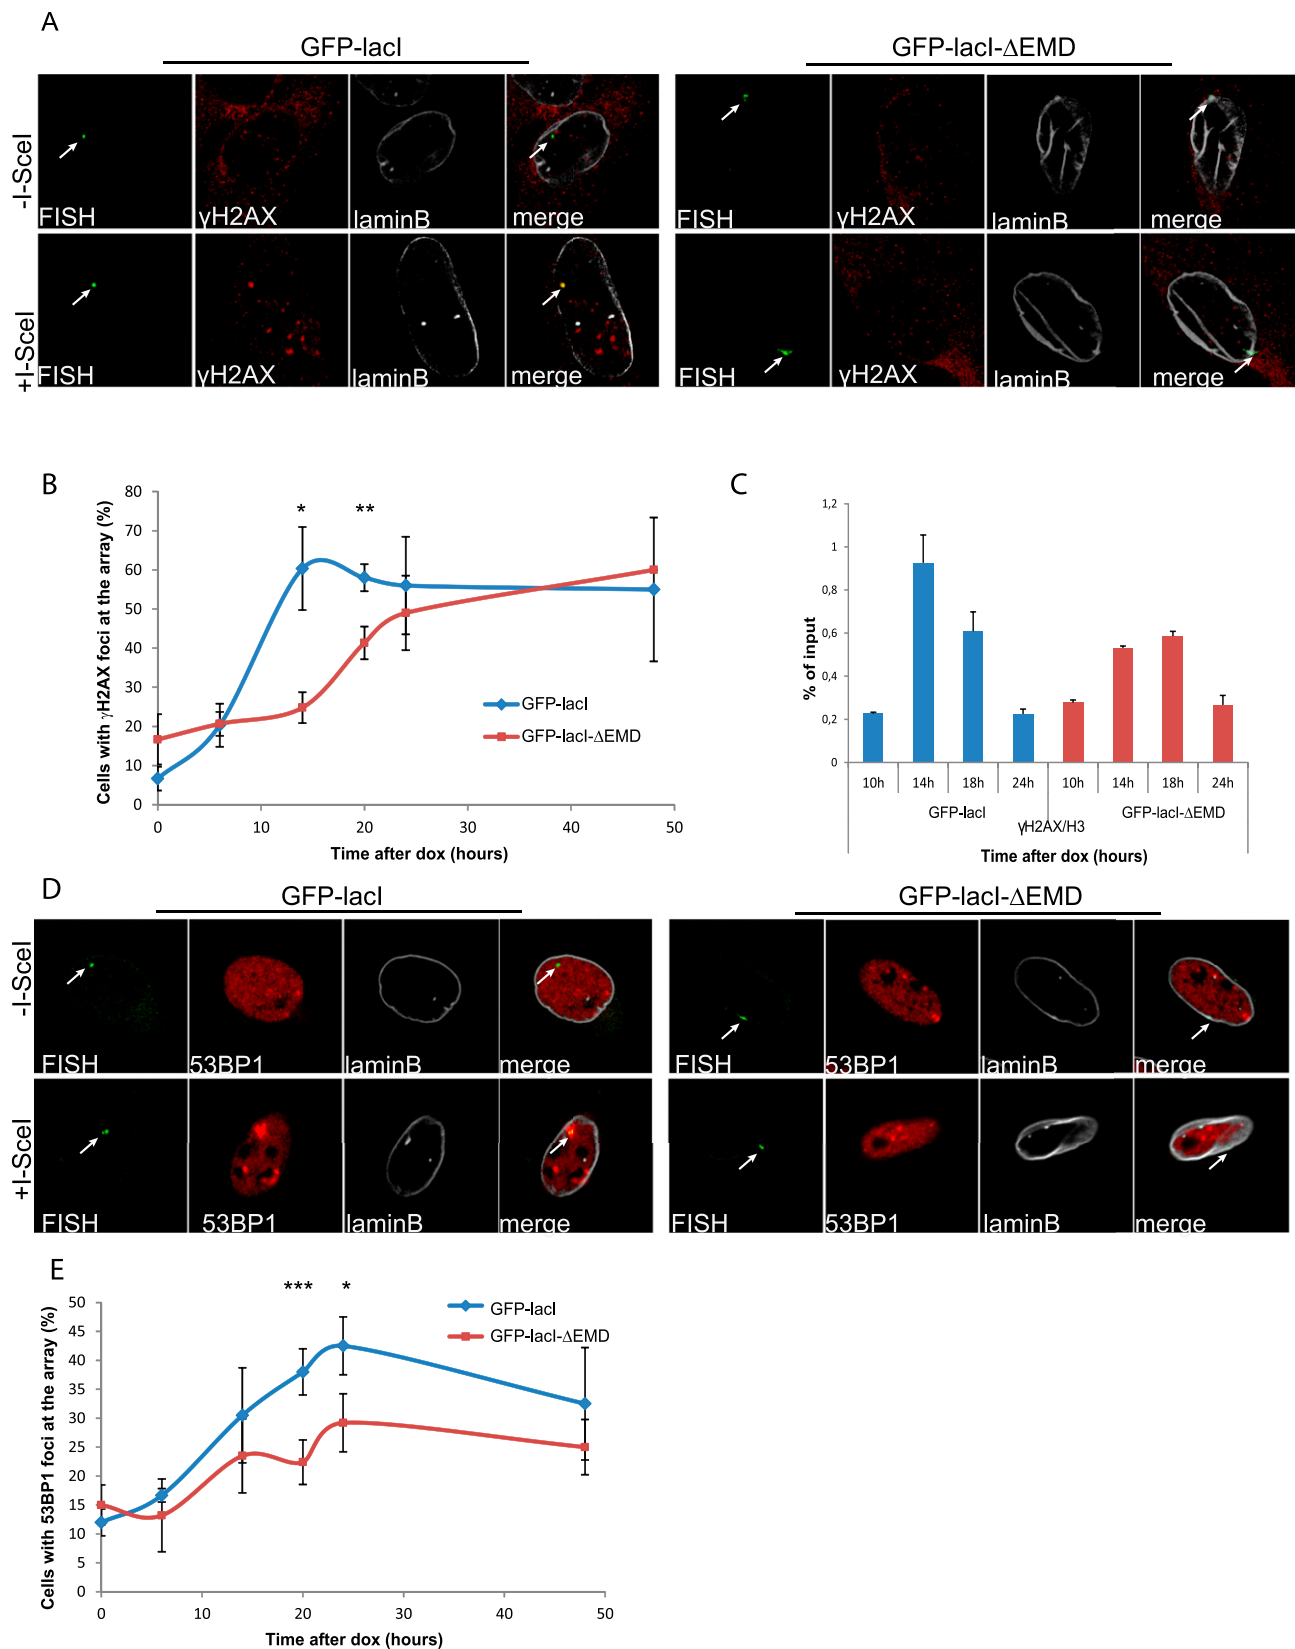 A
GFP-lacI
GFP-lacI-ΔEMD
-I-SceI
FISH
γH2AX
laminB
merge
FISH
γH2AX
laminB
merge
+I-SceI
FISH
γH2AX
laminB
merge
FISH
γH2AX
laminB
merge
B
Cells with γH2AX foci at the array (%)
80
70
60
50
40
30
20
10
0
* **
GFP-lacI
GFP-lacI-ΔEMD
0 10 20 30 40 50
Time after dox (hours)
C
% of input
1,2
1
0,8
0,6
0,4
0,2
0
10h 14h 18h 24h 10h 14h 18h 24h
GFP-lacI GFP-lacI-ΔEMD
γH2AX/H3
Time after dox (hours)
D
GFP-lacI
GFP-lacI-ΔEMD
-I-SceI
FISH
53BP1
laminB
merge
FISH
53BP1
laminB
merge
+I-SceI
FISH
53BP1
laminB
merge
FISH
53BP1
laminB
merge
E
Cells with 53BP1 foci at the array (%)
50
45
40
35
30
25
20
15
10
5
0
*** *
GFP-lacI
GFP-lacI-ΔEMD
0 10 20 30 40 50
Time after dox (hours)